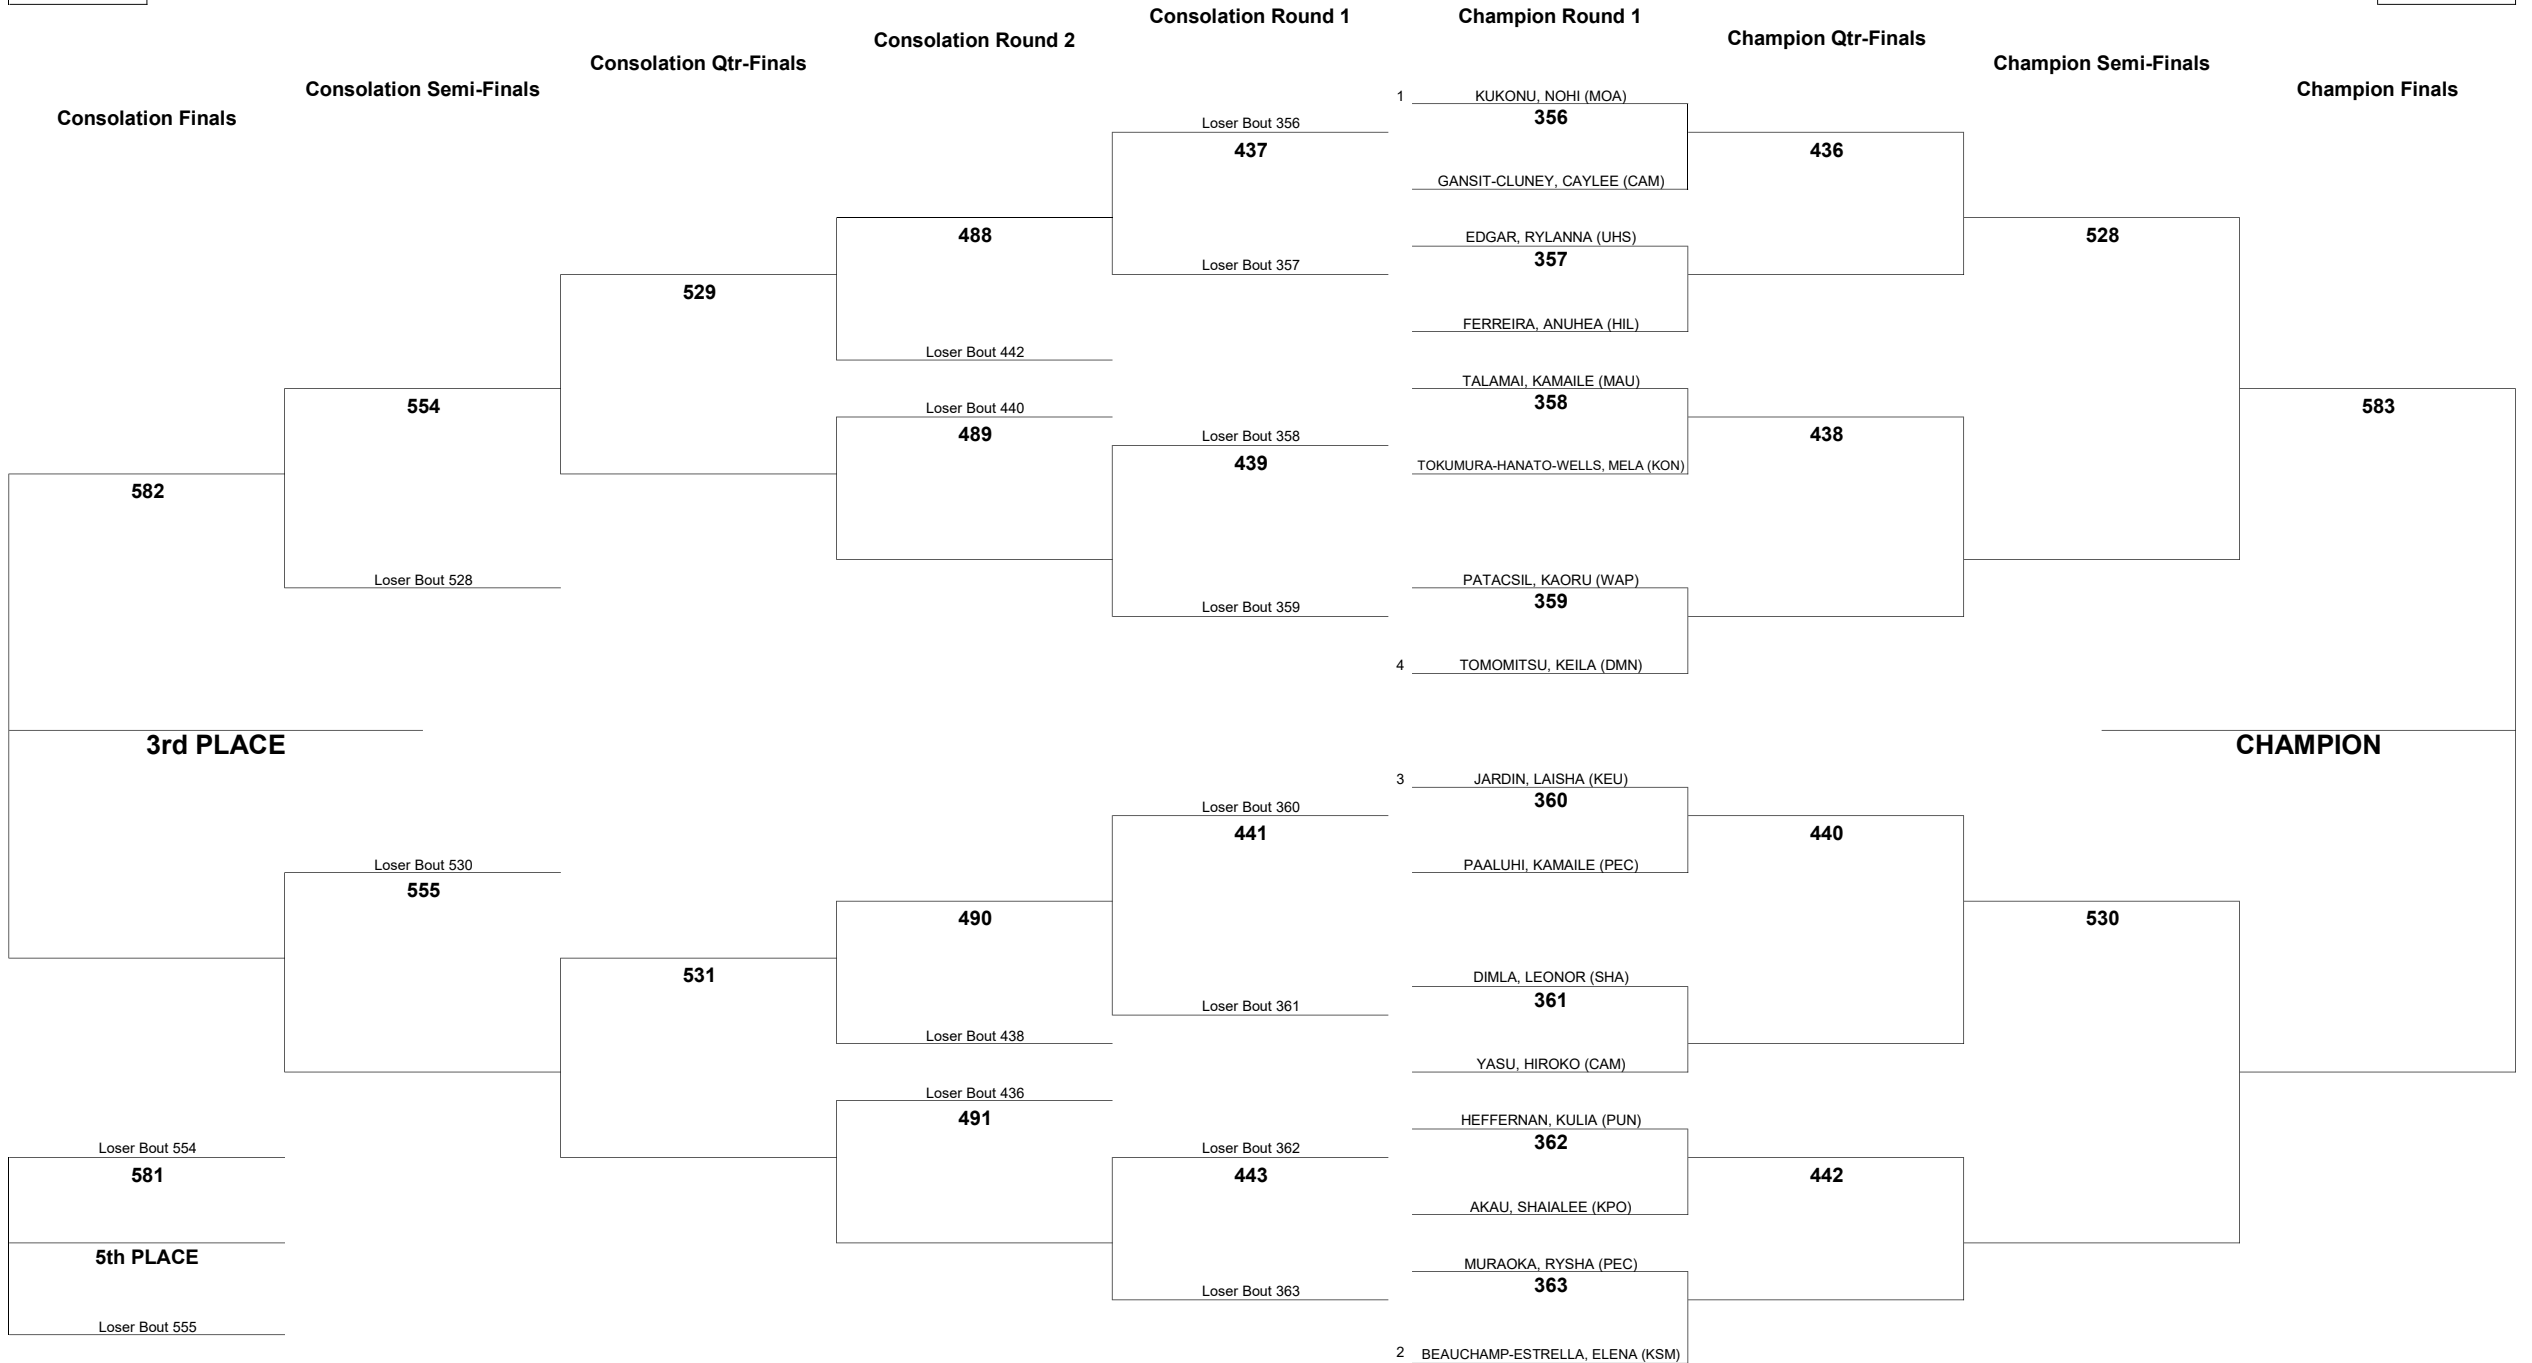 Consolation Round 1
Champion Round 1
Consolation Round 2
Champion Qtr-Finals
Consolation Qtr-Finals
Champion Semi-Finals
Consolation Semi-Finals
Champion Finals
Consolation Finals
1 KUKONU, NOHI (MOA)
Loser Bout 356
356
437
436
GANSIT-CLUNEY, CAYLEE (CAM)
488
EDGAR, RYLANNA (UHS)
528
Loser Bout 357
357
529
FERREIRA, ANUHEA (HIL)
Loser Bout 442
TALAMAI, KAMAILE (MAU)
554
Loser Bout 440
358
583
489
Loser Bout 358
438
439
TOKUMURA-HANATO-WELLS, MELA (KON)
582
Loser Bout 528
PATACSIL, KAORU (WAP)
Loser Bout 359
359
4 TOMOMITSU, KEILA (DMN)
3rd PLACE
CHAMPION
3 JARDIN, LAISHA (KEU)
Loser Bout 360
360
441
440
Loser Bout 530
PAALUHI, KAMAILE (PEC)
555
490
530
531
DIMLA, LEONOR (SHA)
Loser Bout 361
361
Loser Bout 438
YASU, HIROKO (CAM)
Loser Bout 436
491
HEFFERNAN, KULIA (PUN)
Loser Bout 554
Loser Bout 362
362
581
443
442
AKAU, SHAIALEE (KPO)
5th PLACE
MURAOKA, RYSHA (PEC)
Loser Bout 363
363
Loser Bout 555
2 BEAUCHAMP-ESTRELLA, ELENA (KSM)